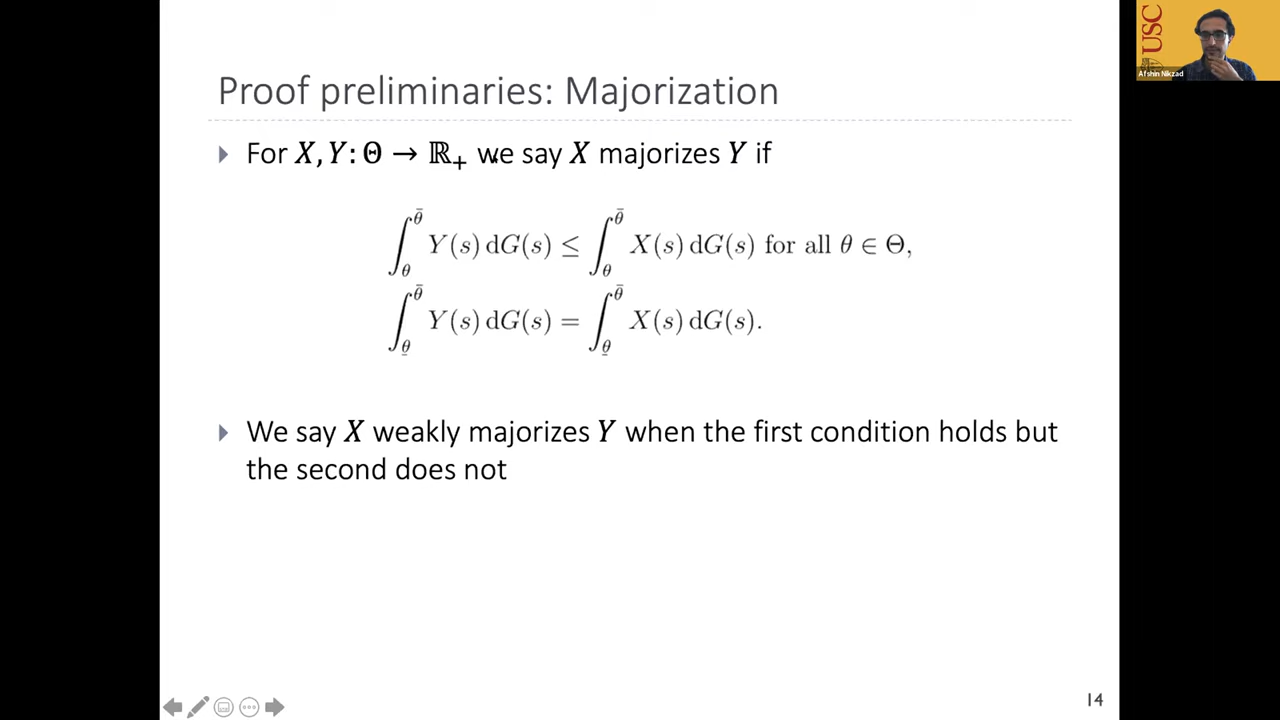 USC
Afshin Nikzad
Proof preliminaries: Majorization
For X, Y: Θ → ℝ₊ we say X majorizes Y if
∫_θ^θ̄ Y(s) dG(s) ≤ ∫_θ^θ̄ X(s) dG(s) for all θ ∈ Θ,
∫_θ̲^θ̄ Y(s) dG(s) = ∫_θ̲^θ̄ X(s) dG(s).
We say X weakly majorizes Y when the first condition holds but
the second does not
14